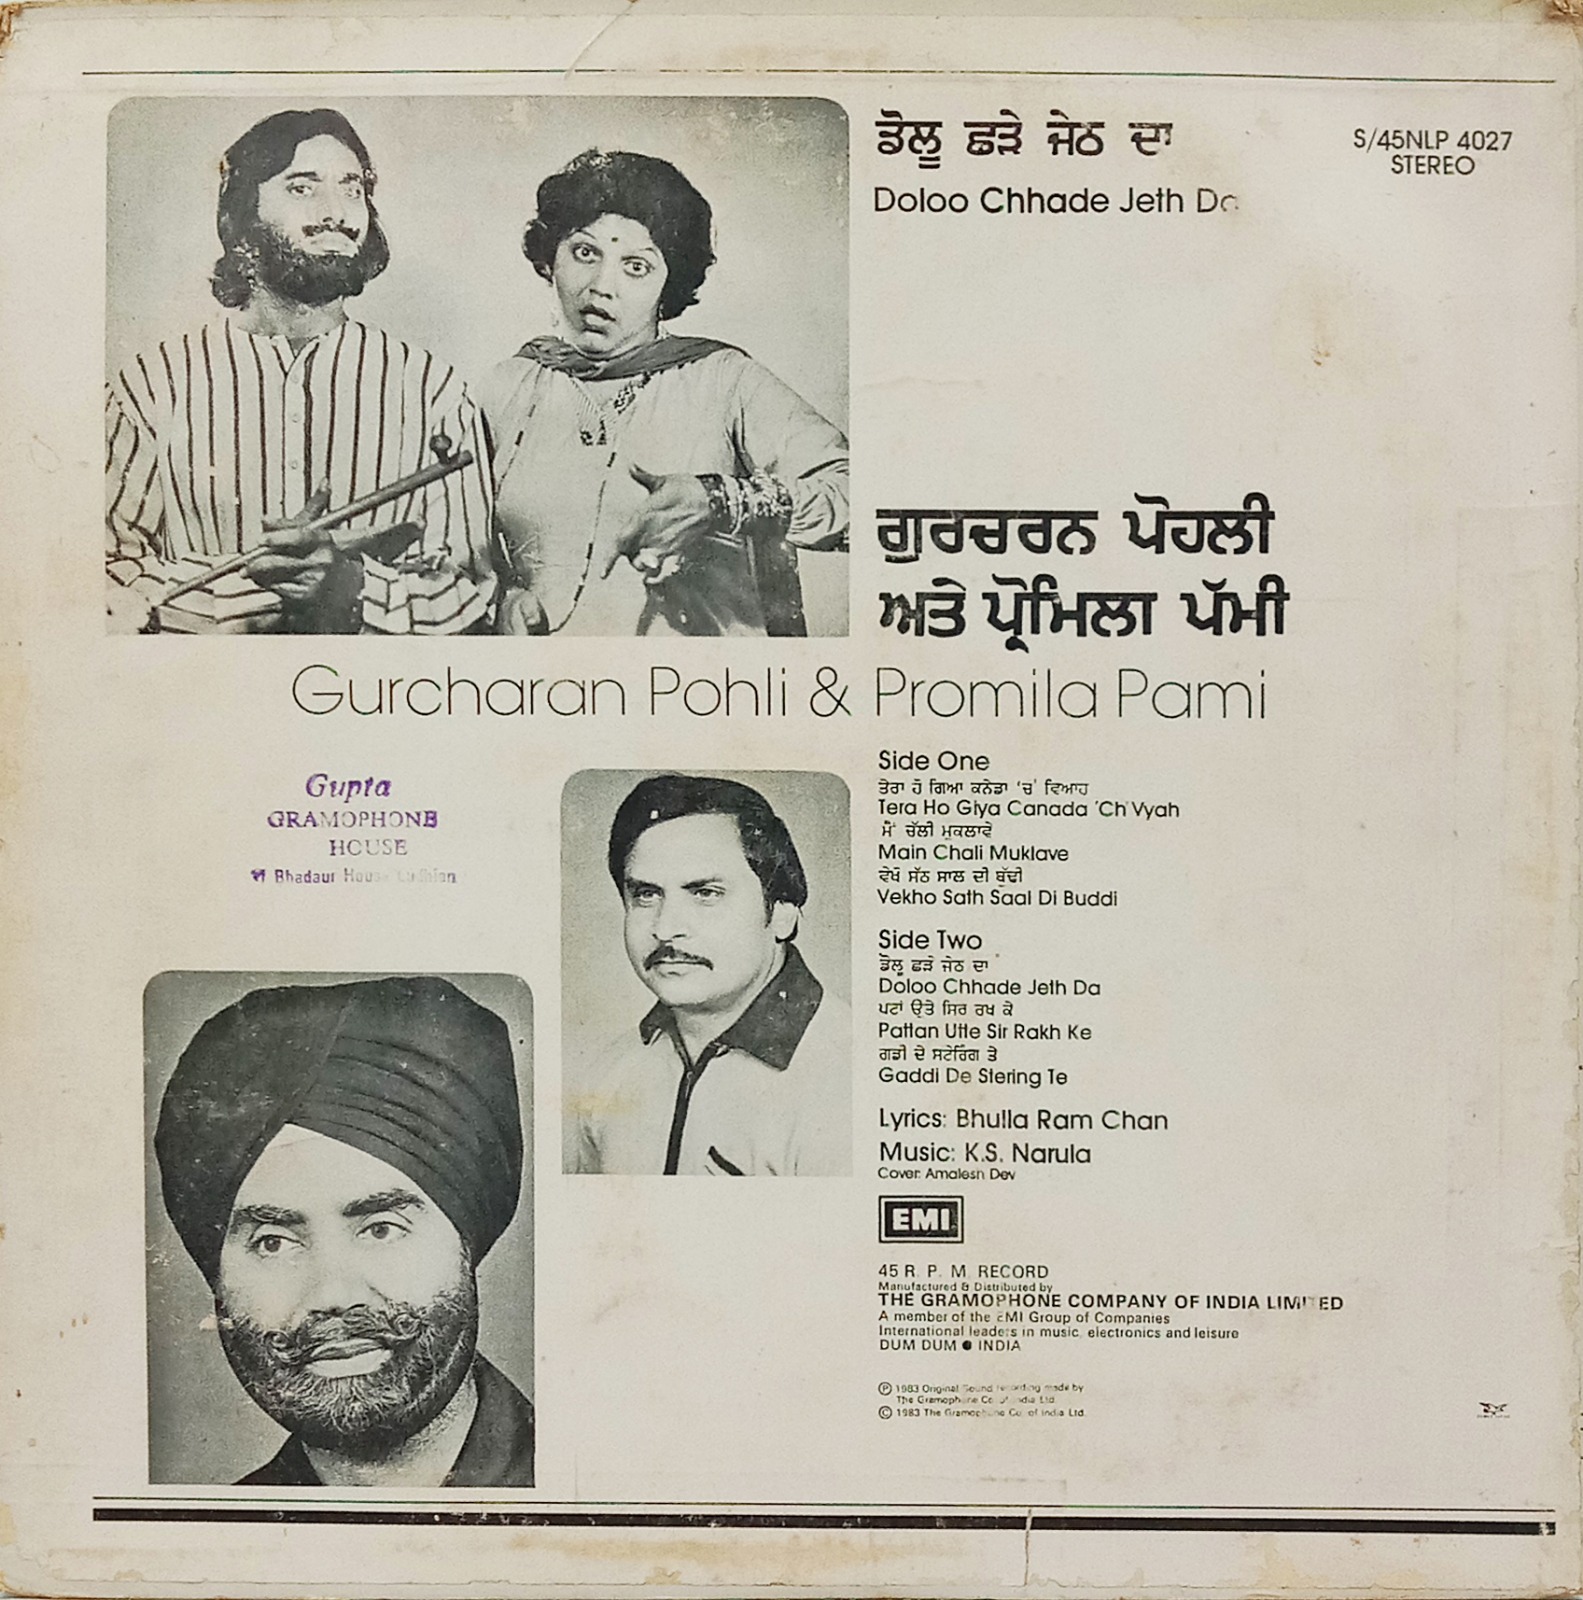 ਡੋਲੂ ਛੜੇ ਜੇਠ ਦਾ
Doloo Chhade Jeth Da
S/45NLP 4027
STEREO
ਗੁਰਚਰਨ ਪੋਹਲੀ
ਅਤੇ ਪ੍ਰੋਮਿਲਾ ਪੱਮੀ
Gurcharan Pohli & Promila Pami
Gupta
GRAMOPHONE
HOUSE
Bhadaur House
Side One
ਤੇਰਾ ਹੋ ਗਿਆ ਕਨੇਡਾ 'ਚ' ਵਿਆਹ
Tera Ho Giya Canada 'Ch' Vyah
ਮੈਂ ਚੱਲੀ ਮੁਕਲਾਵੇ
Main Chali Muklave
ਵੇਖੋ ਸੱਠ ਸਾਲ ਦੀ ਬੁੱਢੀ
Vekho Sath Saal Di Buddi
Side Two
ਡੋਲੂ ਛੜੇ ਜੇਠ ਦਾ
Doloo Chhade Jeth Da
ਪਟਾਂ ਉਤੇ ਸਿਰ ਰਖ ਕੇ
Pattan Utte Sir Rakh Ke
ਗਡੀ ਦੇ ਸਟੇਰਿੰਗ ਤੇ
Gaddi De Stering Te
Lyrics: Bhulla Ram Chan
Music: K.S. Narula
Cover: Amalesh Dev
EMI
45 R. P. M. RECORD
Manufactured & Distributed by
THE GRAMOPHONE COMPANY OF INDIA LIMITED
A member of the EMI Group of Companies
International leaders in music, electronics and leisure
DUM DUM ● INDIA
Ⓟ 1983 Original Sound recording made by
The Gramophone Co. of India Ltd.
© 1983 The Gramophone Co. of India Ltd.